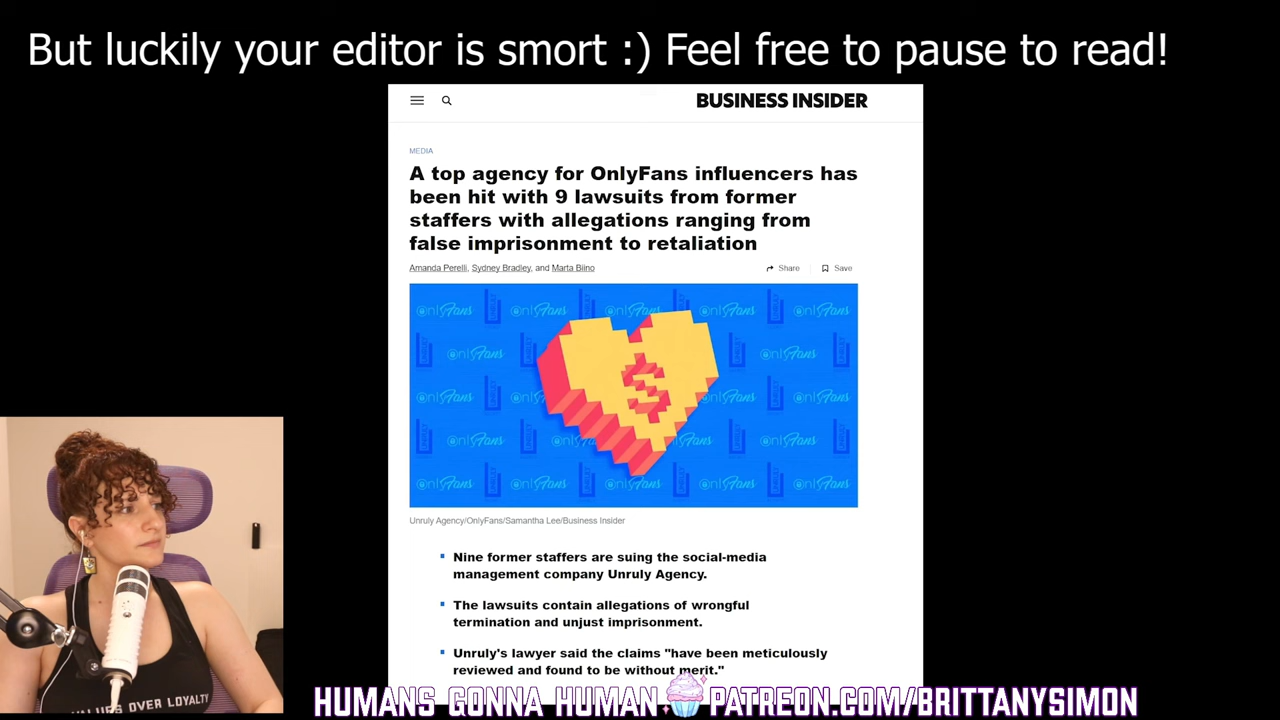 But luckily your editor is smort :) Feel free to pause to read!
BUSINESS INSIDER
MEDIA
A top agency for OnlyFans influencers has
been hit with 9 lawsuits from former
staffers with allegations ranging from
false imprisonment to retaliation
Amanda Perelli, Sydney Bradley, and Marta Biino
Share
Save
OnlyFans
UNRULY
$
Unruly Agency/OnlyFans/Samantha Lee/Business Insider
Nine former staffers are suing the social-media
management company Unruly Agency.
The lawsuits contain allegations of wrongful
termination and unjust imprisonment.
Unruly's lawyer said the claims "have been meticulously
reviewed and found to be without merit."
VALUES OVER LOYALTY
HUMANS GONNA HUMAN PATREON.COM/BRITTANYSIMON